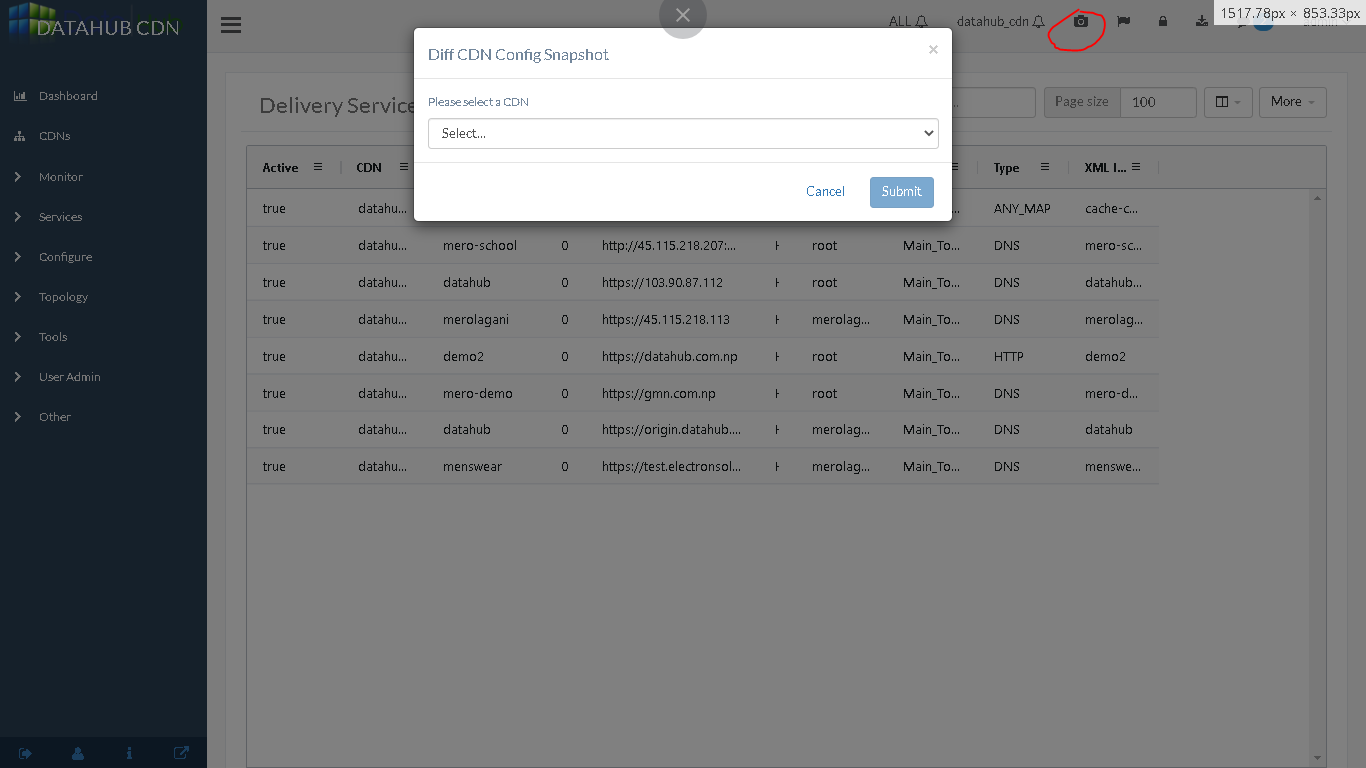 DATAHUB CDN
ALL
datahub_cdn
1517.78px × 853.33px
Diff CDN Config Snapshot
Please select a CDN
Select...
Cancel
Submit
Dashboard
CDNs
Monitor
Services
Configure
Topology
Tools
User Admin
Other
Delivery Service
Page size
100
More
Active CDN Type XML I...
true datahu... ANY_MAP cache-c...
true datahu... mero-school 0 http://45.115.218.207:... root Main_To... DNS mero-sc...
true datahu... datahub 0 https://103.90.87.112 root Main_To... DNS datahub...
true datahu... merolagani 0 https://45.115.218.113 merolag... Main_To... DNS merolag...
true datahu... demo2 0 https://datahub.com.np root Main_To... HTTP demo2
true datahu... mero-demo 0 https://gmn.com.np root Main_To... DNS mero-d...
true datahu... datahub 0 https://origin.datahub.... merolag... Main_To... DNS datahub
true datahu... menswear 0 https://test.electronsol... merolag... Main_To... DNS menswe...